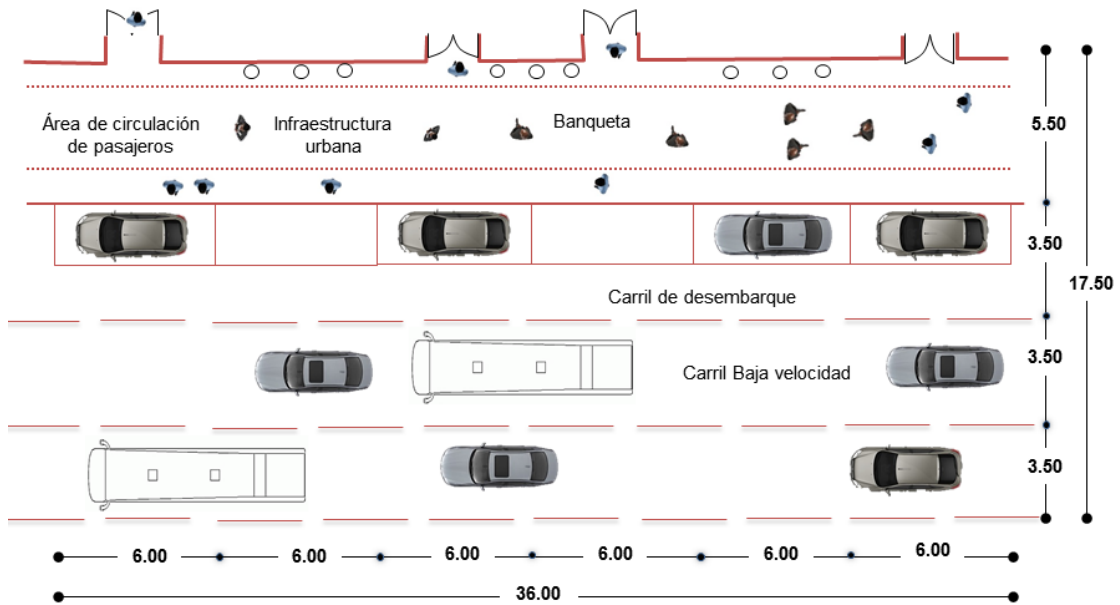 Área de circulación
de pasajeros
Infraestructura
urbana
Banqueta
5.50
3.50
17.50
Carril de desembarque
3.50
Carril Baja velocidad
3.50
6.00
6.00
6.00
6.00
6.00
6.00
36.00